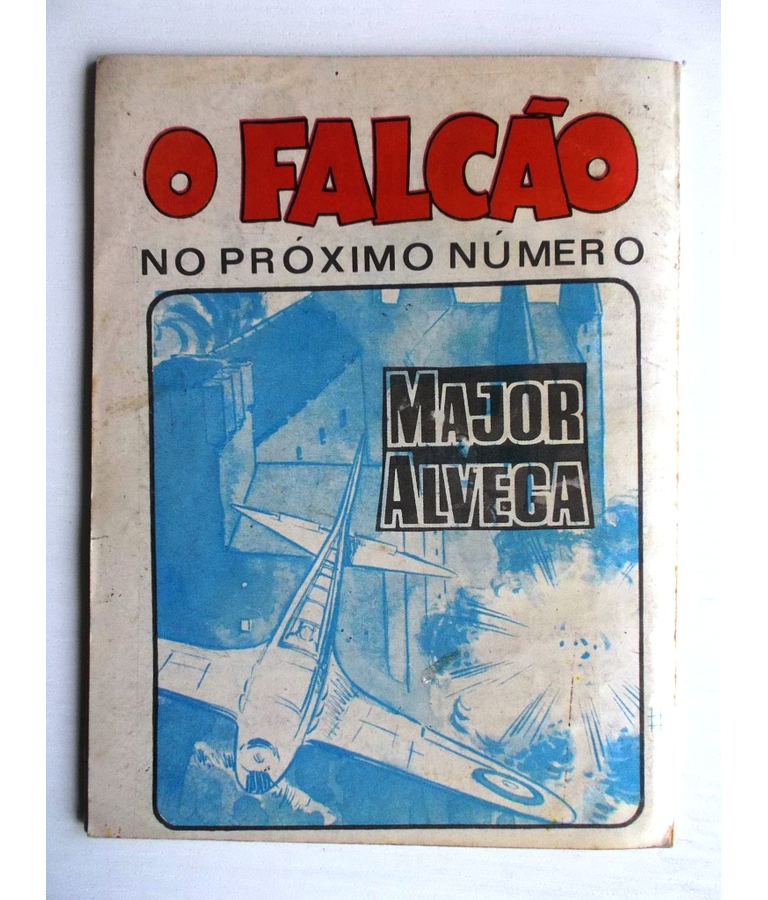 O FALCÃO
NO PRÓXIMO NÚMERO
MAJOR
ALVEGA